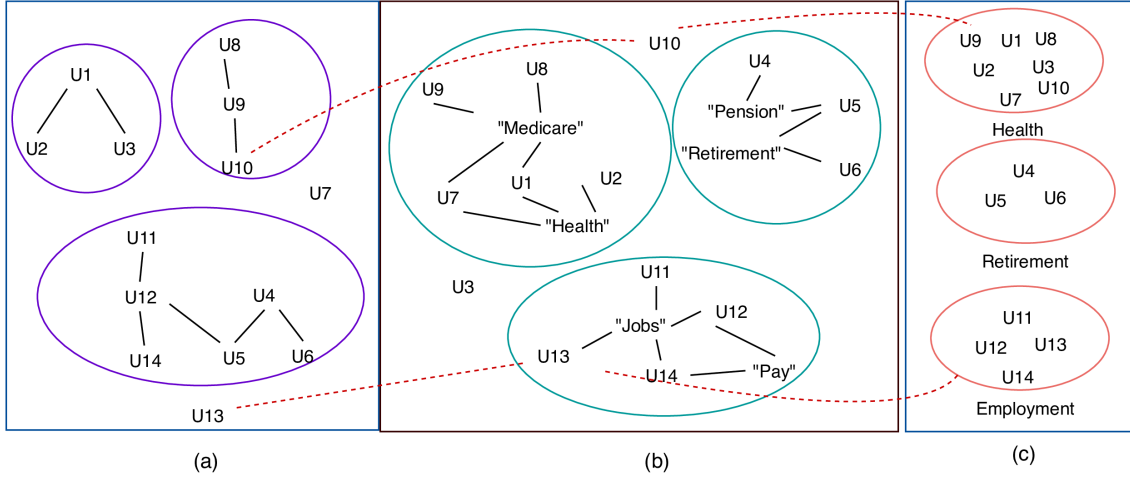 U1
U2 U3
U8
U9
U10
U7
U11
U12 U4
U14 U5 U6
U13
(a)
U10
U9 U8
"Medicare"
U1 U2
U7
"Health"
U4
"Pension" U5
"Retirement"
U6
U3
U11
"Jobs" U12
U13
U14 "Pay"
(b)
U9 U1 U8
U2 U3
U10
U7
Health
U4
U5 U6
Retirement
U11
U12 U13
U14
Employment
(c)